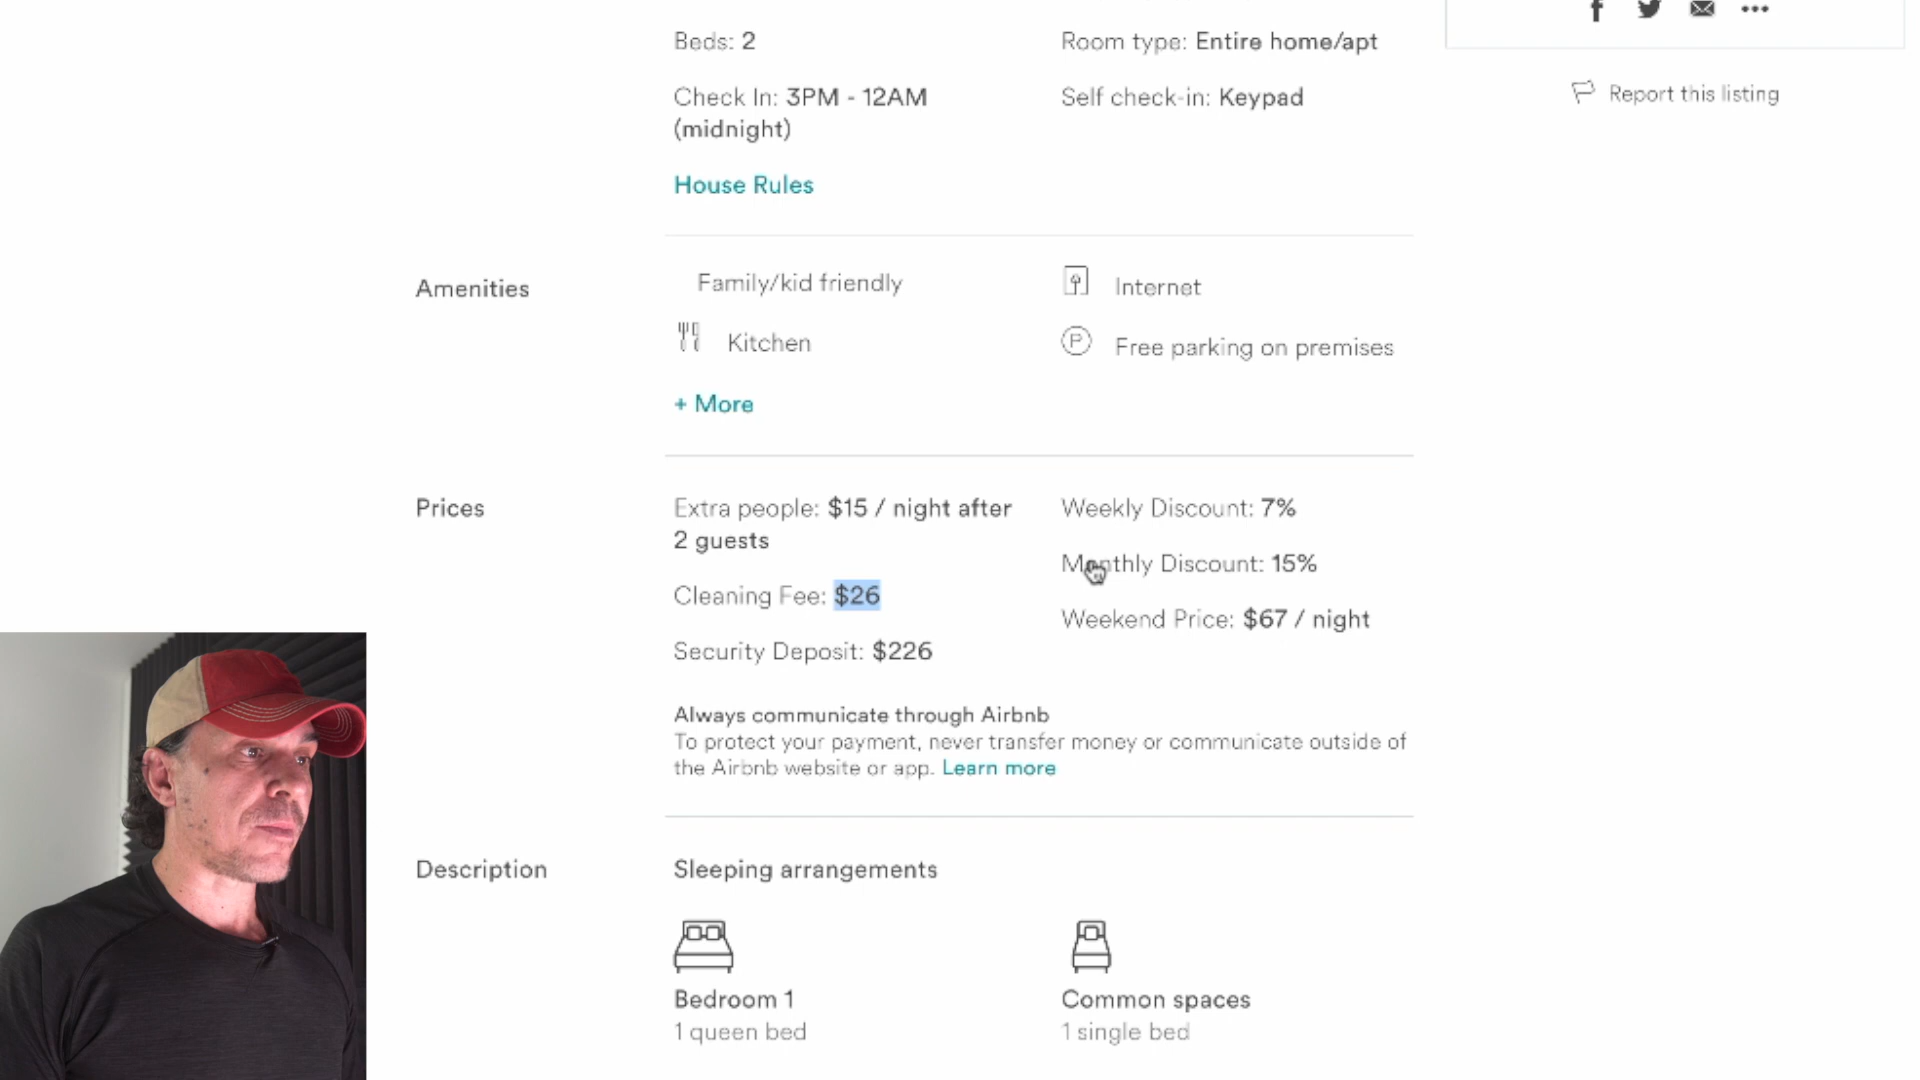 Beds: 2
Room type: Entire home/apt
Check In: 3PM - 12AM
(midnight)
Self check-in: Keypad
Report this listing
House Rules
Amenities
Family/kid friendly
Internet
Kitchen
Free parking on premises
+ More
Prices
Extra people: $15 / night after
2 guests
Weekly Discount: 7%
Monthly Discount: 15%
Cleaning Fee: $26
Weekend Price: $67 / night
Security Deposit: $226
Always communicate through Airbnb
To protect your payment, never transfer money or communicate outside of
the Airbnb website or app. Learn more
Description
Sleeping arrangements
Bedroom 1
1 queen bed
Common spaces
1 single bed